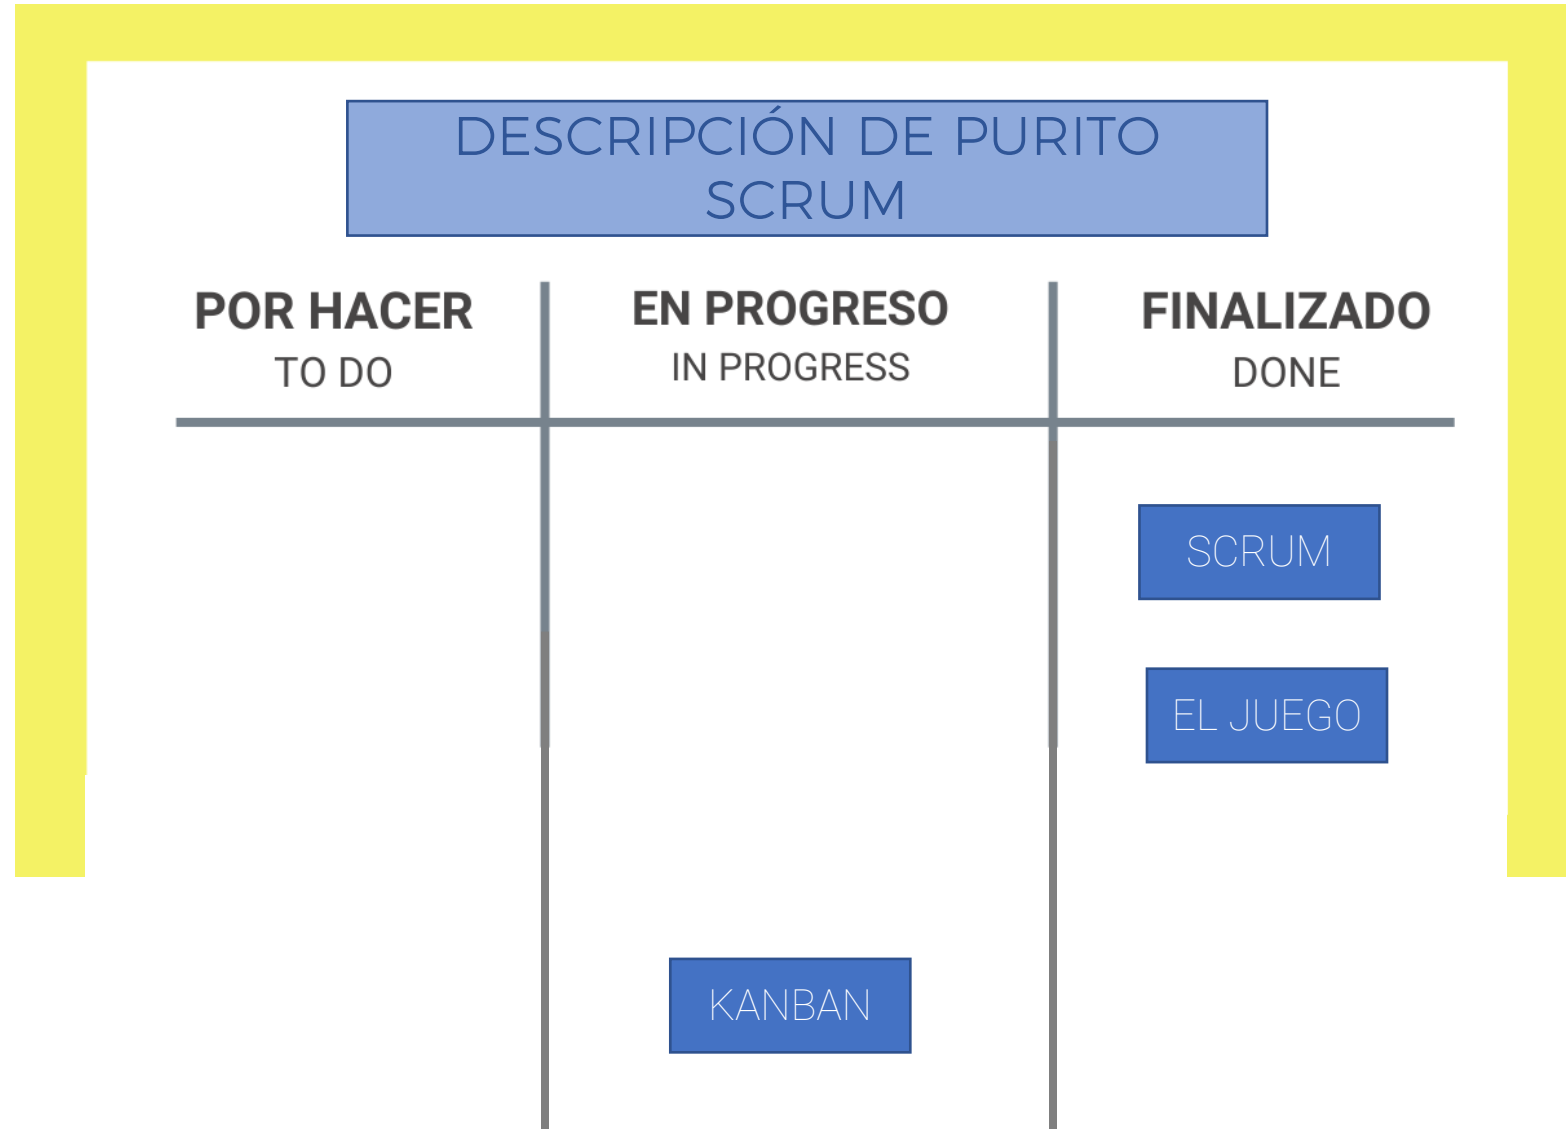 DESCRIPCIÓN DE PURITO
SCRUM
POR HACER
TO DO
EN PROGRESO
IN PROGRESS
FINALIZADO
DONE
SCRUM
EL JUEGO
KANBAN